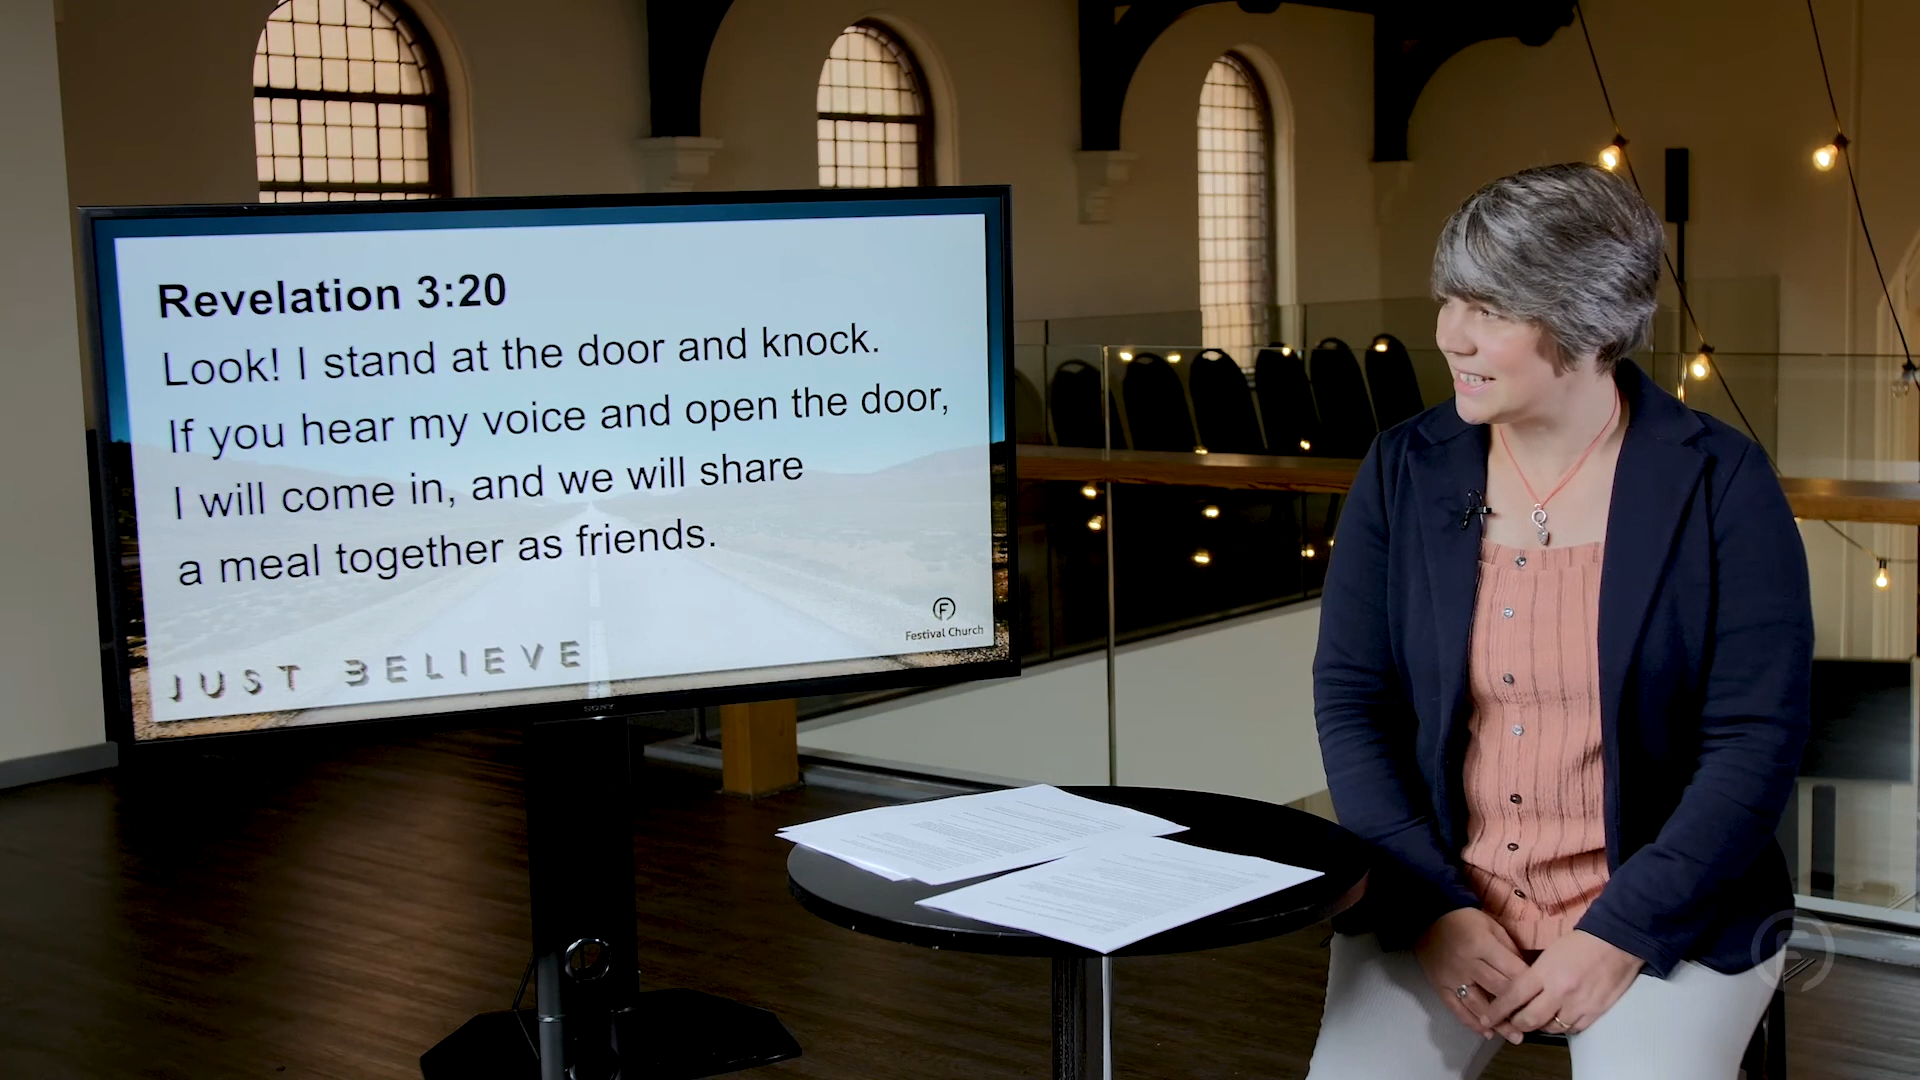 Revelation 3:20
Look! I stand at the door and knock.
If you hear my voice and open the door,
I will come in, and we will share
a meal together as friends.
F
Festival Church
JUST BELIEVE
SONY